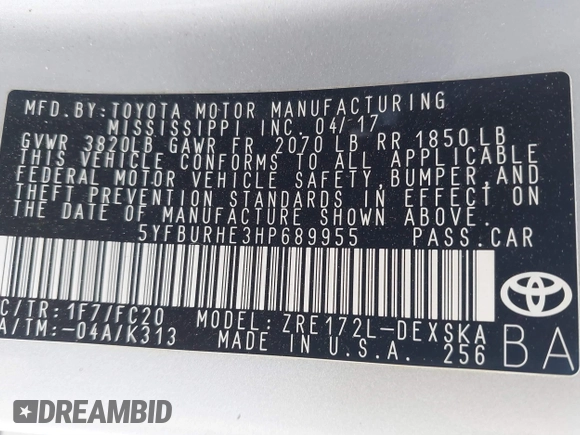 MFD.BY:TOYOTA MOTOR MANUFACTURING
MISSISSIPPI INC. 04/17
GVWR 3820LB GAWR FR 2070 LB RR 1850LB
THIS VEHICLE CONFORMS TO ALL APPLICABLE
FEDERAL MOTOR VEHICLE SAFETY,BUMPER,AND
THEFT PREVENTION STANDARDS IN EFFECT ON
THE DATE OF MANUFACTURE SHOWN ABOVE.
5YFBURHE3HP689955 PASS.CAR
C/TR:1F7/FC20 MODEL:ZRE172L-DEXSKA
A/TM:-04A/K313 MADE IN U.S.A. 256
BA
DREAMBID